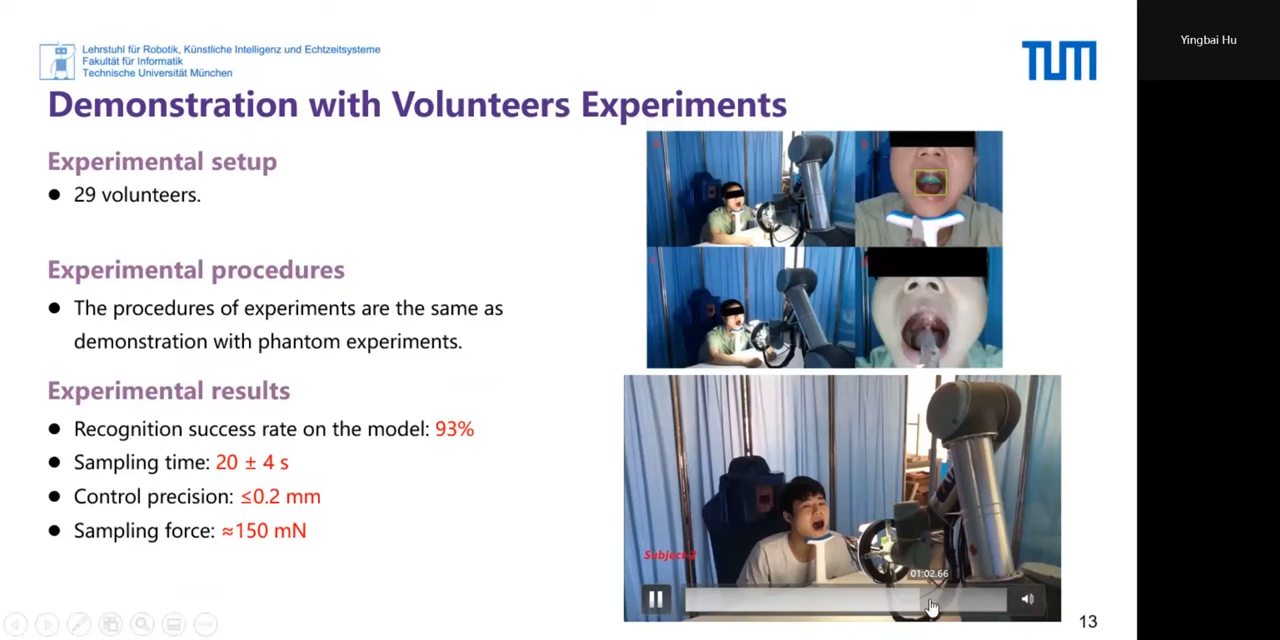 Lehrstuhl für Robotik, Künstliche Intelligenz und Echtzeitsysteme
Fakultät für Informatik
Technische Universität München
TUM
Yingbai Hu
Demonstration with Volunteers Experiments
Experimental setup
● 29 volunteers.
Experimental procedures
● The procedures of experiments are the same as
demonstration with phantom experiments.
Experimental results
● Recognition success rate on the model: 93%
● Sampling time: 20 ± 4 s
● Control precision: ≤0.2 mm
● Sampling force: ≈150 mN
01:02.66
13